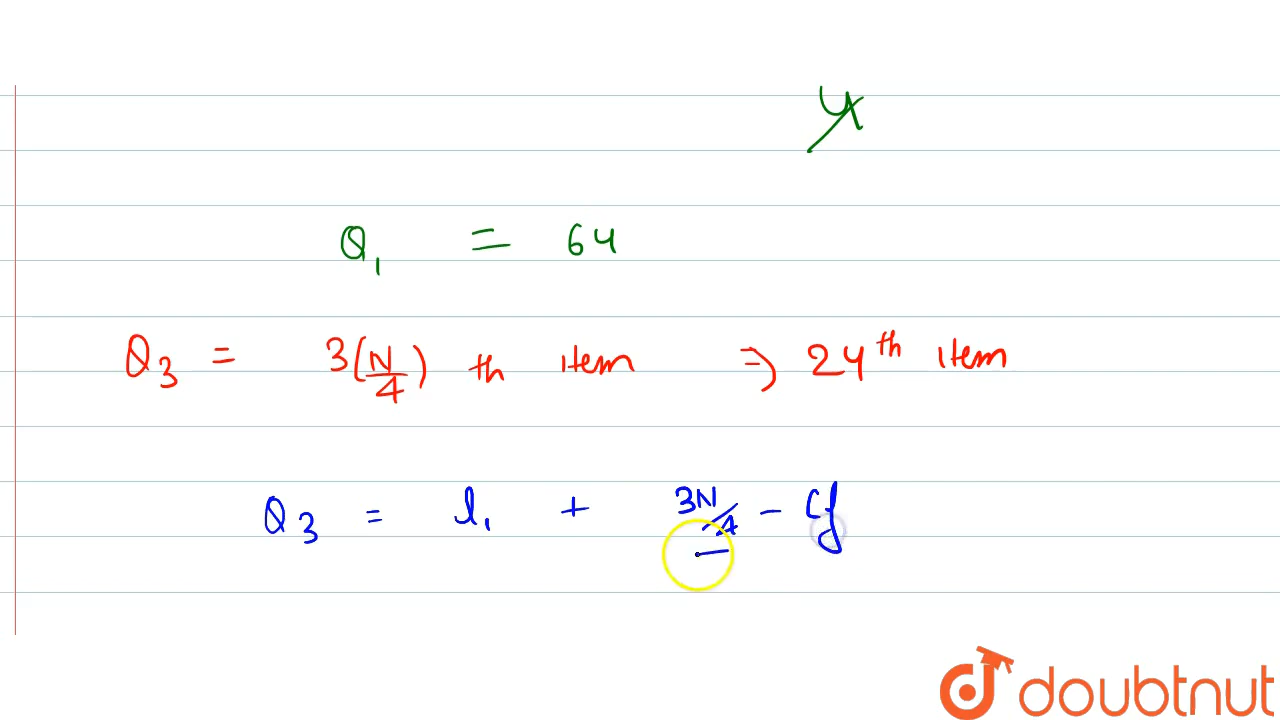 4
Q₁ = 64
Q₃ = 3(N/4) th item ⇒ 24th item
Q₃ = l₁ + 3N/4 - Cf
doubtnut